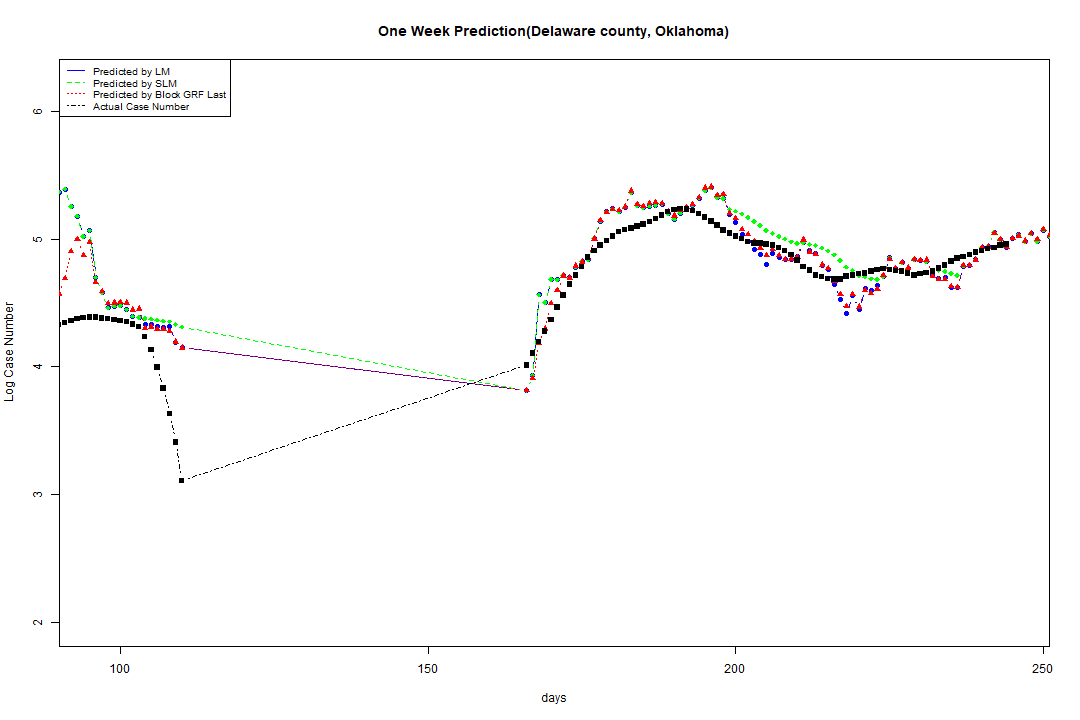 One Week Prediction(Delaware county, Oklahoma)
Predicted by LM
Predicted by SLM
Predicted by Block GRF Last
Actual Case Number
6
5
4
3
2
Log Case Number
100 150 200 250
days